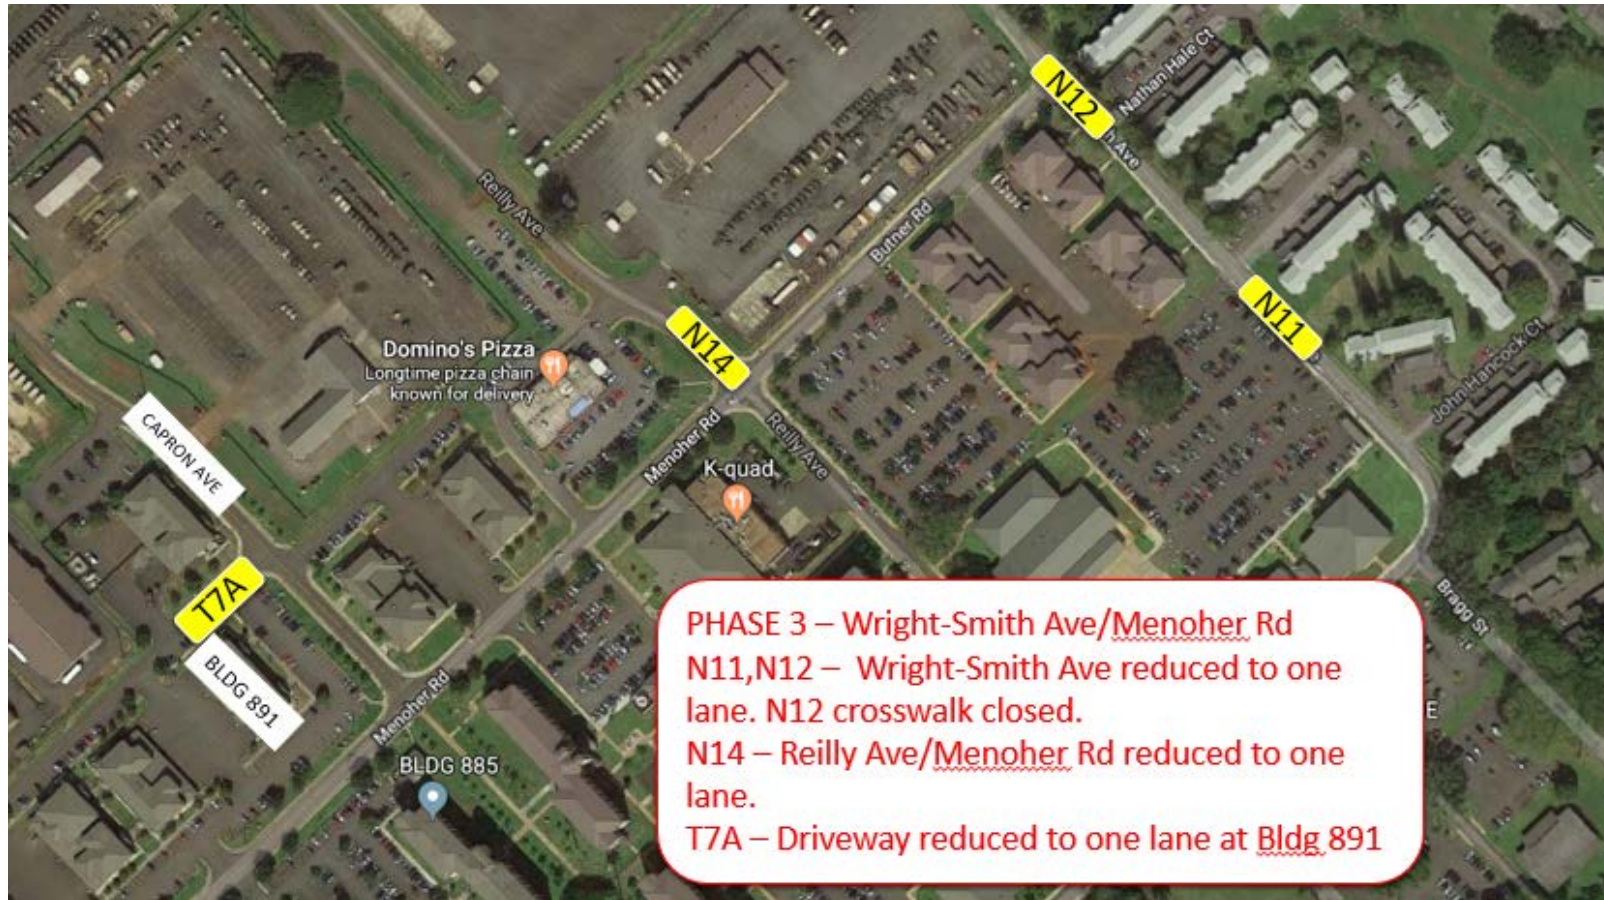 N12
Nathan Hale Ct
h Ave
Reilly Ave
Butner Rd
N11
N14
Domino's Pizza
Longtime pizza chain
known for delivery
John Hancock Ct
CAPRON AVE
Menoher Rd
Reilly Ave
K-quad
T7A
Bragg St
BLDG 891
Menoher Rd
BLDG 885
E
PHASE 3 – Wright-Smith Ave/Menoher Rd
N11,N12 – Wright-Smith Ave reduced to one
lane. N12 crosswalk closed.
N14 – Reilly Ave/Menoher Rd reduced to one
lane.
T7A – Driveway reduced to one lane at Bldg 891